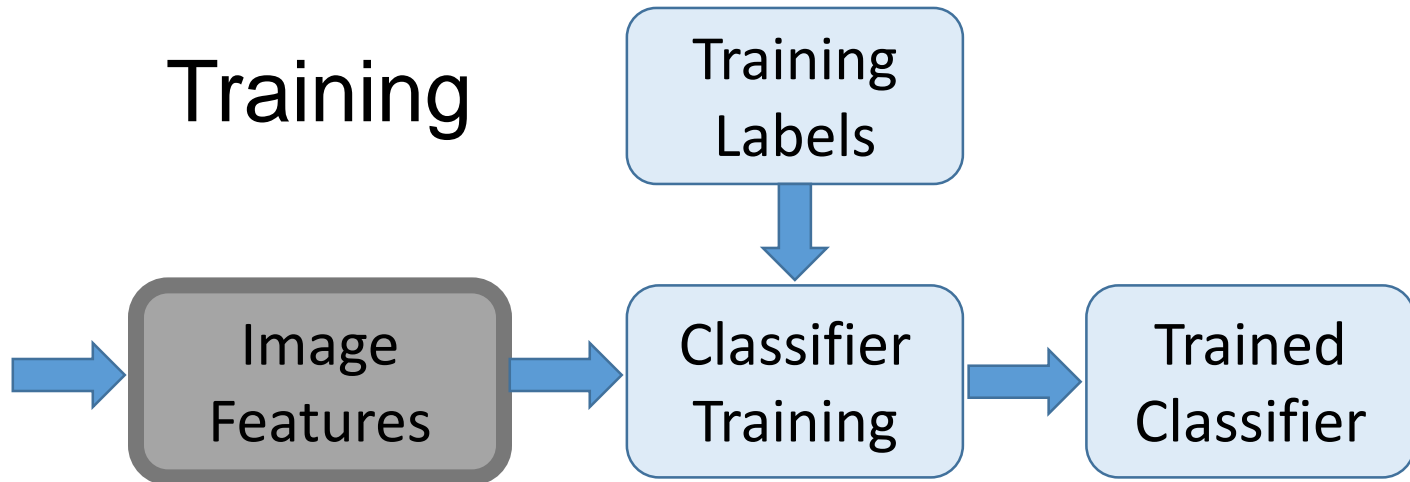 Training
Training
Labels
Image
Features
Classifier
Training
Trained
Classifier